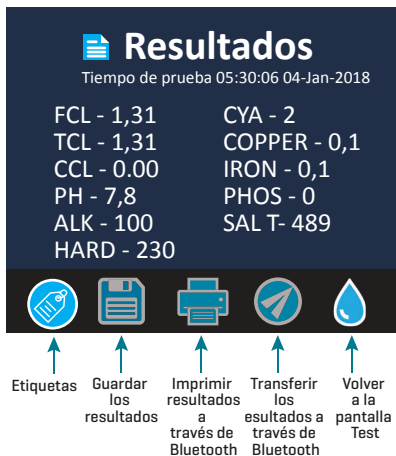 Resultados
Tiempo de prueba 05:30:06 04-Jan-2018
FCL - 1,31
TCL - 1,31
CCL - 0.00
PH - 7,8
ALK - 100
HARD - 230
CYA - 2
COPPER - 0,1
IRON - 0,1
PHOS - 0
SAL T- 489
Etiquetas
Guardar
los
resultados
Imprimir
resultados
a
través de
Bluetooth
Transferir
los
esultados a
través de
Bluetooth
Volver
a la
pantalla
Test